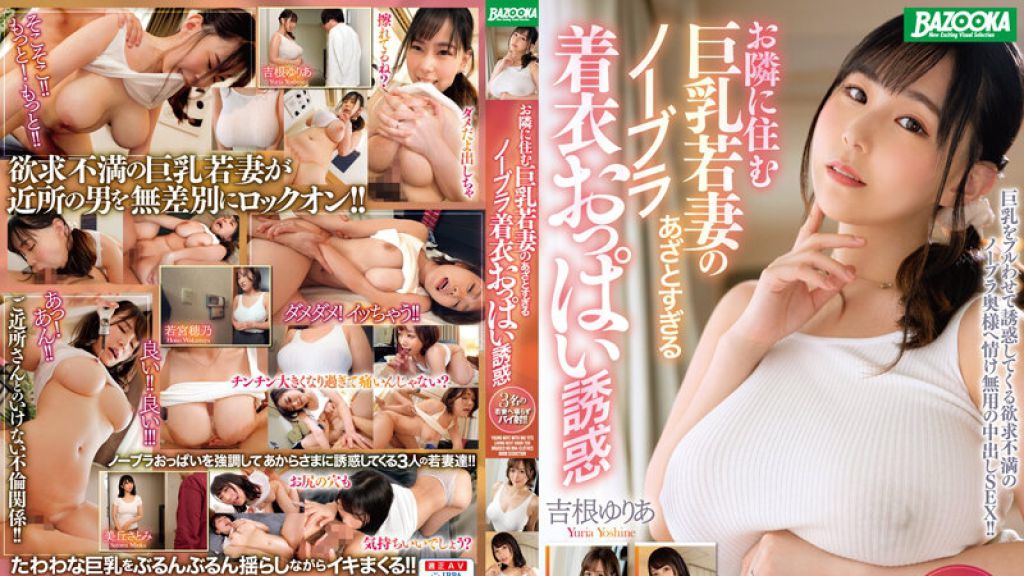 そこそこ!!
もっと!もっと!!
吉根ゆりあ
Yuria Yoshine
擦れてるね?
ダメだよ出しちゃ
欲求不満の巨乳若妻が
近所の男を無差別にロックオン!!
あっ!
あん!!
良い!!良い!!!
若宮穂乃
Hono Wakamiya
ダメダメ!イッちゃう!!
チンチン大きくなり過ぎて痛いんじゃない?
ご近所さんとのいけない不倫関係!!
ノーブラおっぱいを強調してあからさまに誘惑してくる3人の若妻達!!
美丘さとみ
Satomi Mioka
お尻の穴も
気持ちいいでしょう?
たわわな巨乳をぶるんぶるん揺らしながらイキまくる!!
適正AV
お隣に住む巨乳若妻のあざとすぎる
ノーブラ着衣おっぱい誘惑
3名の
BAZOOKA
New Exciting Visual Selection
お隣に住む
巨乳若妻の
ノーブラ
あざとすぎる
着衣おっぱい誘惑
巨乳をフルわせて誘惑してくる欲求不満の
ノーブラ奥様へ情け無用の中出しSEX!!
吉根ゆりあ
Yuria Yoshine